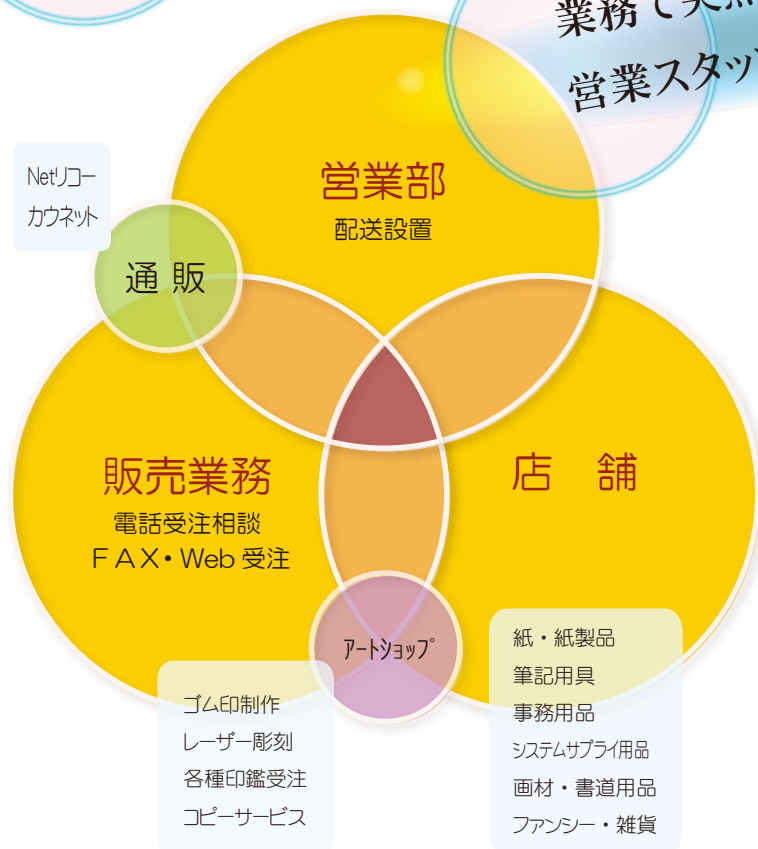 業務で
営業スタッ
Netリコー
カウネット
通 販
営業部
配送設置
販売業務
電話受注相談
ＦＡＸ・Web 受注
店　舗
アートショップ
ゴム印制作
レーザー彫刻
各種印鑑受注
コピーサービス
紙・紙製品
筆記用具
事務用品
システムサプライ用品
画材・書道用品
ファンシー・雑貨